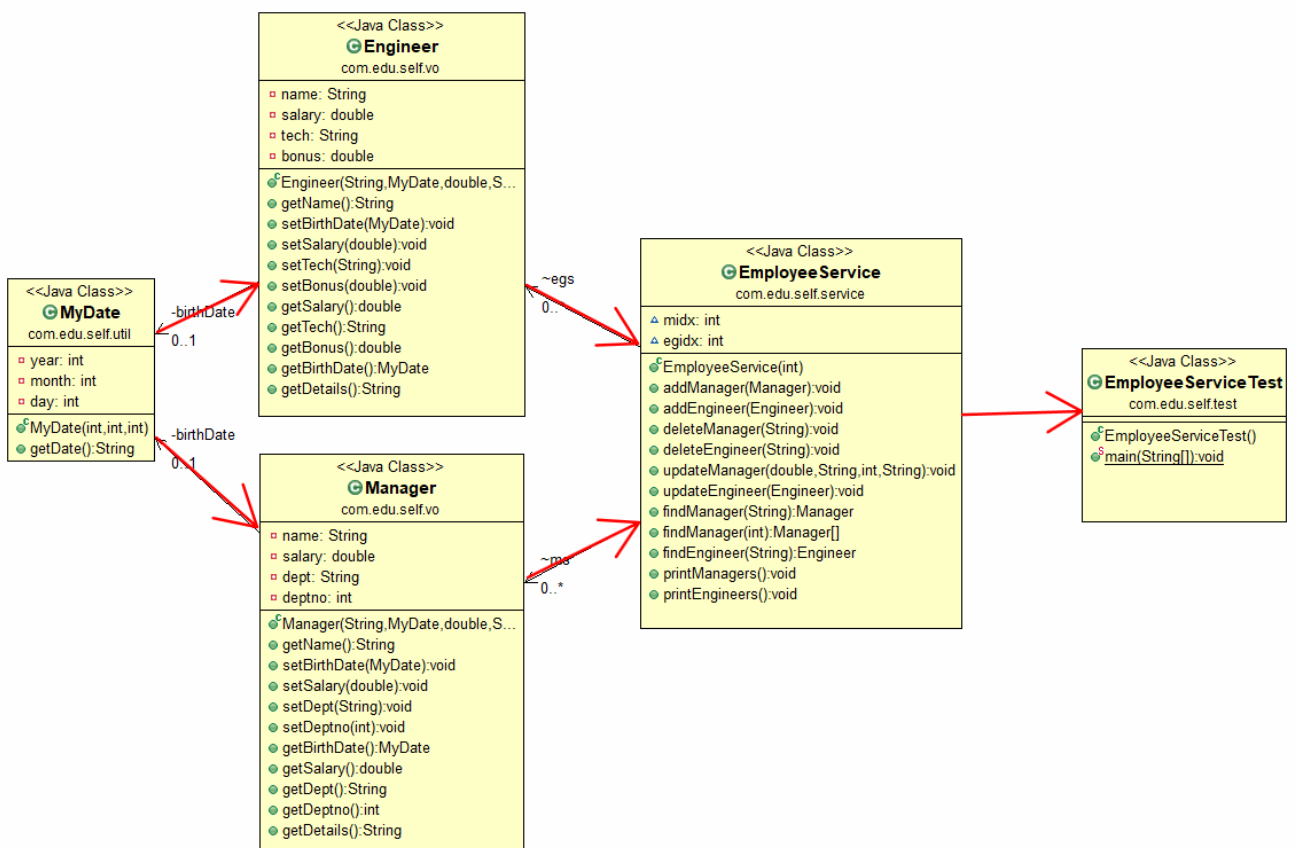 <<Java Class>>
Engineer
com.edu.self.vo
name: String
salary: double
tech: String
bonus: double
Engineer(String,MyDate,double,S...
getName():String
setBirthDate(MyDate):void
setSalary(double):void
setTech(String):void
setBonus(double):void
getSalary():double
getTech():String
getBonus():double
getBirthDate():MyDate
getDetails():String
<<Java Class>>
MyDate
com.edu.self.util
year: int
month: int
day: int
MyDate(int,int,int)
getDate():String
-birthDate
0..1
-birthDate
0..1
<<Java Class>>
Manager
com.edu.self.vo
name: String
salary: double
dept: String
deptno: int
Manager(String,MyDate,double,S...
getName():String
setBirthDate(MyDate):void
setSalary(double):void
setDept(String):void
setDeptno(int):void
getBirthDate():MyDate
getSalary():double
getDept():String
getDeptno():int
getDetails():String
~egs
0..*
~ms
0..*
<<Java Class>>
EmployeeService
com.edu.self.service
midx: int
egidx: int
EmployeeService(int)
addManager(Manager):void
addEngineer(Engineer):void
deleteManager(String):void
deleteEngineer(String):void
updateManager(double,String,int,String):void
updateEngineer(Engineer):void
findManager(String):Manager
findManager(int):Manager[]
findEngineer(String):Engineer
printManagers():void
printEngineers():void
<<Java Class>>
EmployeeServiceTest
com.edu.self.test
EmployeeServiceTest()
main(String[]):void